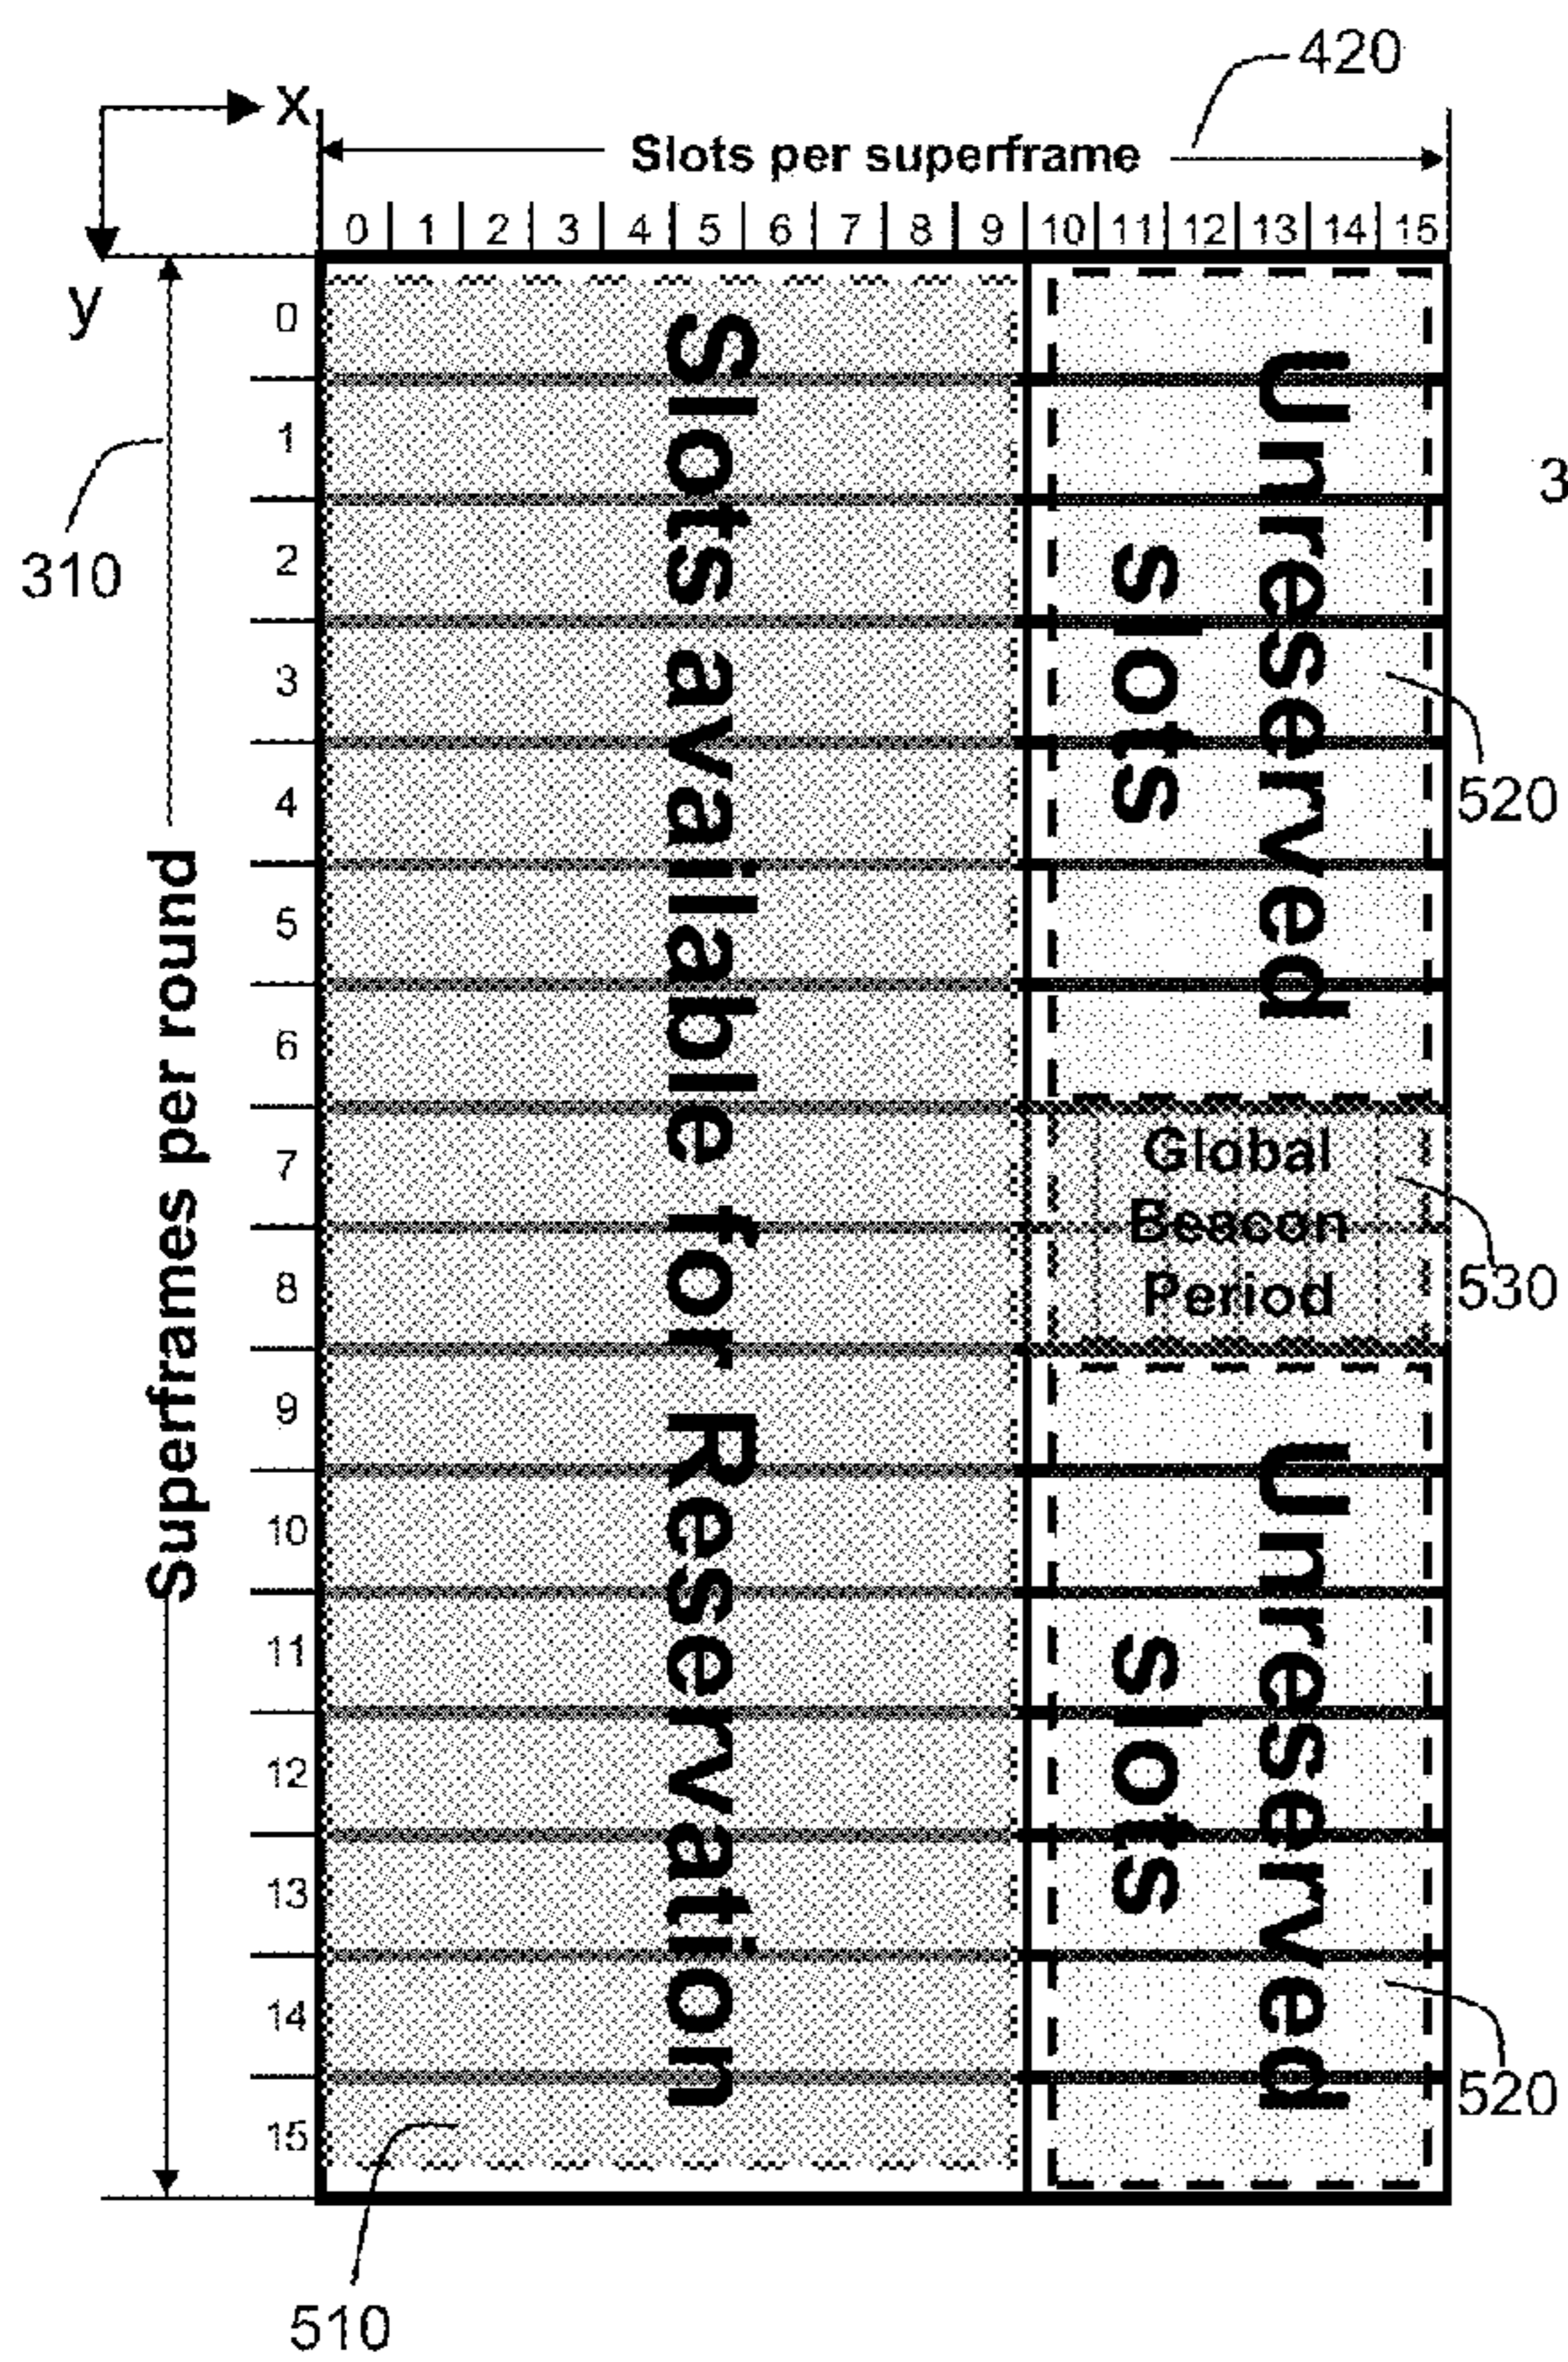 420
x
Slots per superframe
0 1 2 3 4 5 6 7 8 9 10 11 12 13 14 15
y
0
1
2
3
4
5
6
7
8
9
10
11
12
13
14
15
310
Superframes per round
Slots available for Reservation
Unreserved
slots
3
520
Global
Beacon
Period
530
Unreserved
slots
520
510